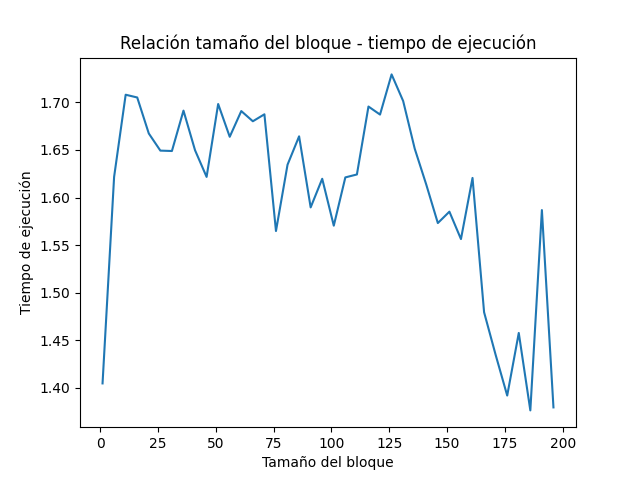 Relación tamaño del bloque - tiempo de ejecución
Tiempo de ejecución
1.70
1.65
1.60
1.55
1.50
1.45
1.40
0 25 50 75 100 125 150 175 200
Tamaño del bloque